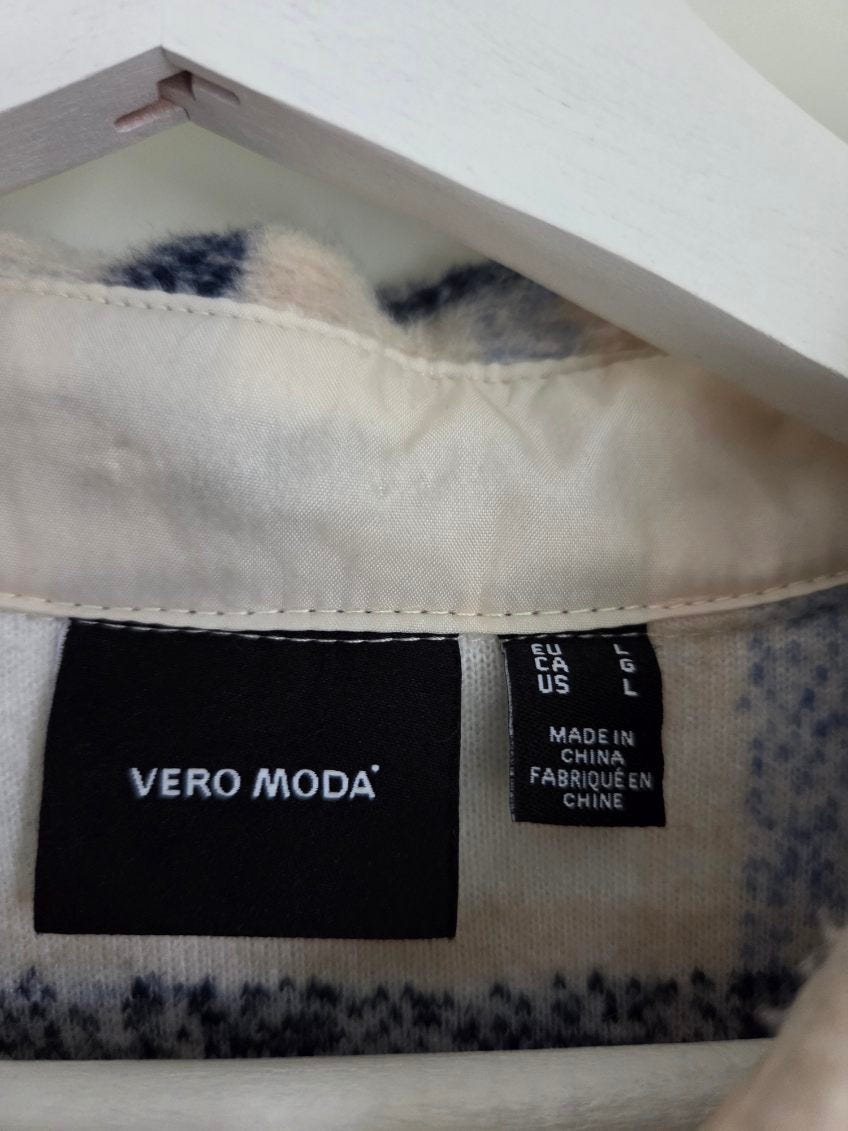 VERO MODA
EU L
CA G
US L
MADE IN
CHINA
FABRIQUÉ EN
CHINE